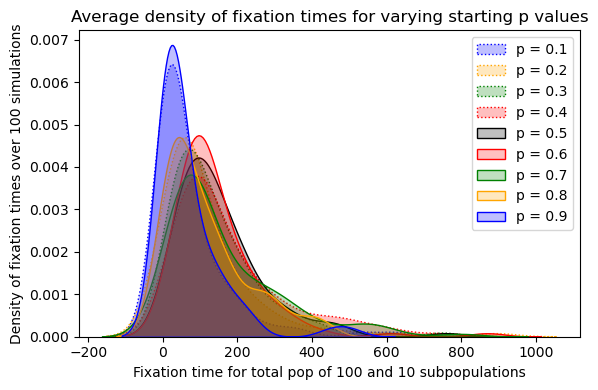 Average density of fixation times for varying starting p values
Density of fixation times over 100 simulations
0.007
0.006
0.005
0.004
0.003
0.002
0.001
0.000
p = 0.1
p = 0.2
p = 0.3
p = 0.4
p = 0.5
p = 0.6
p = 0.7
p = 0.8
p = 0.9
−200
0
200
400
600
800
1000
Fixation time for total pop of 100 and 10 subpopulations